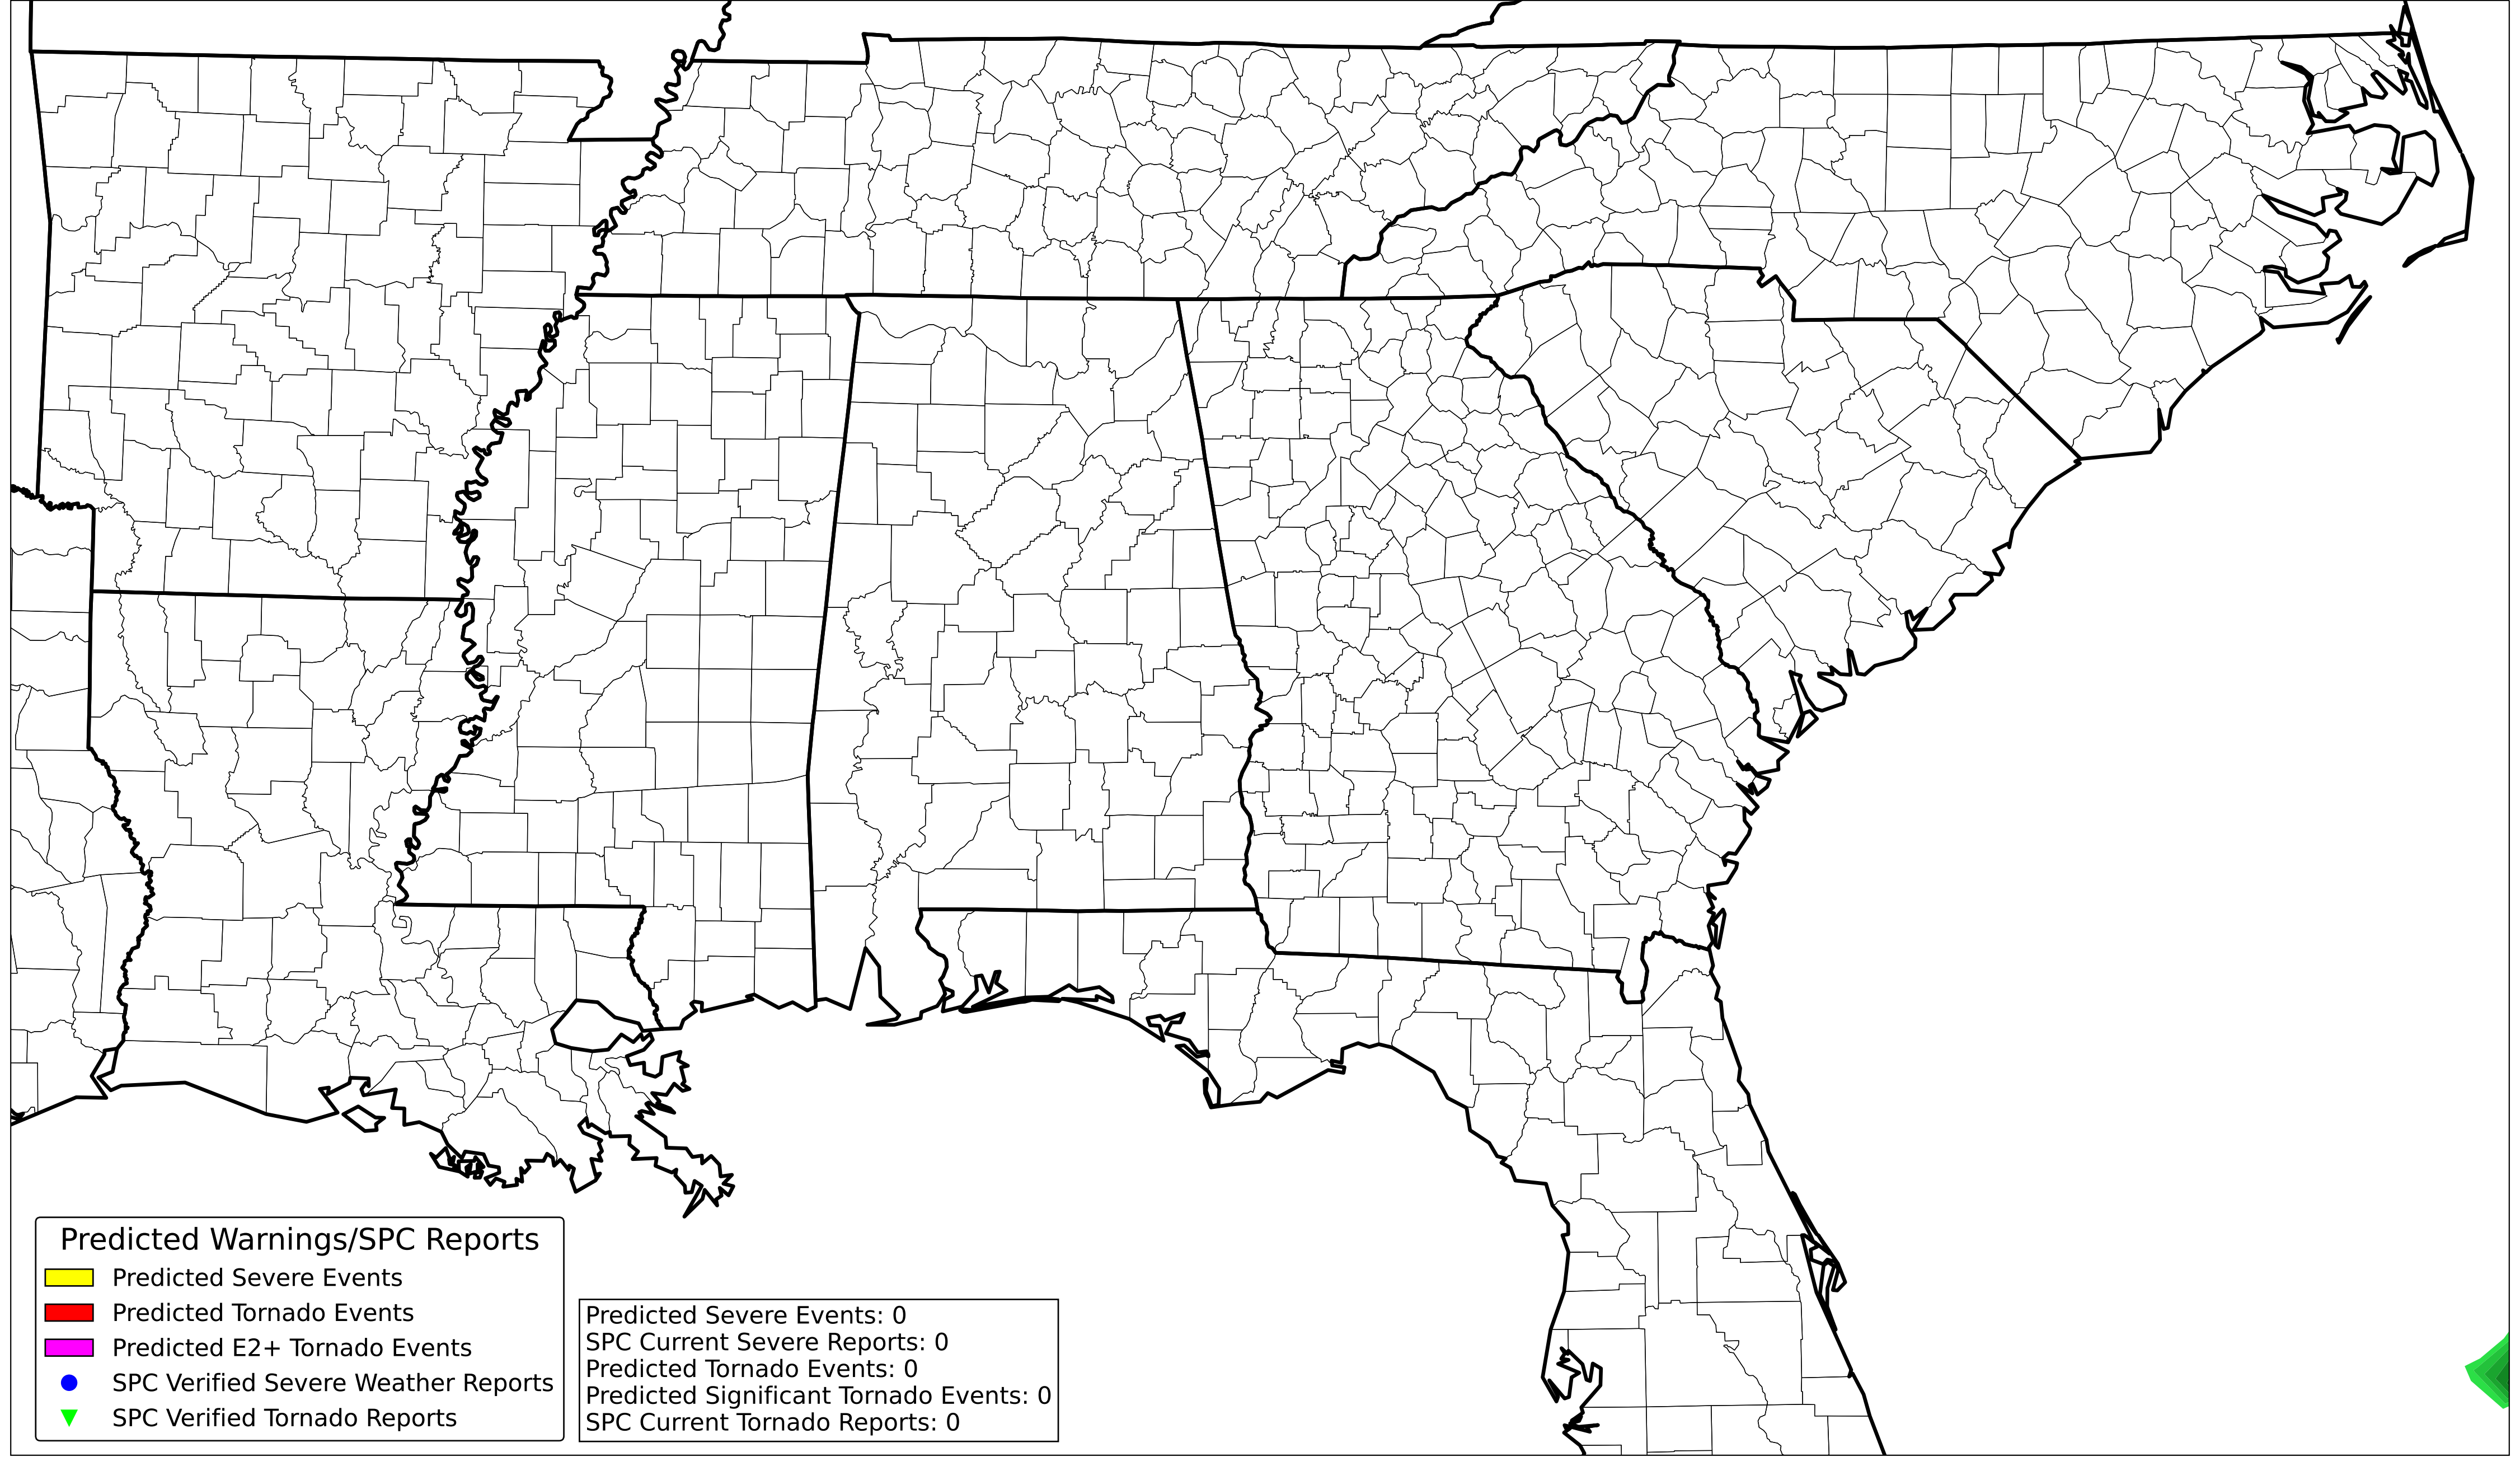 Predicted Warnings/SPC Reports
Predicted Severe Events
Predicted Tornado Events
Predicted E2+ Tornado Events
SPC Verified Severe Weather Reports
SPC Verified Tornado Reports
Predicted Severe Events: 0
SPC Current Severe Reports: 0
Predicted Tornado Events: 0
Predicted Significant Tornado Events: 0
SPC Current Tornado Reports: 0